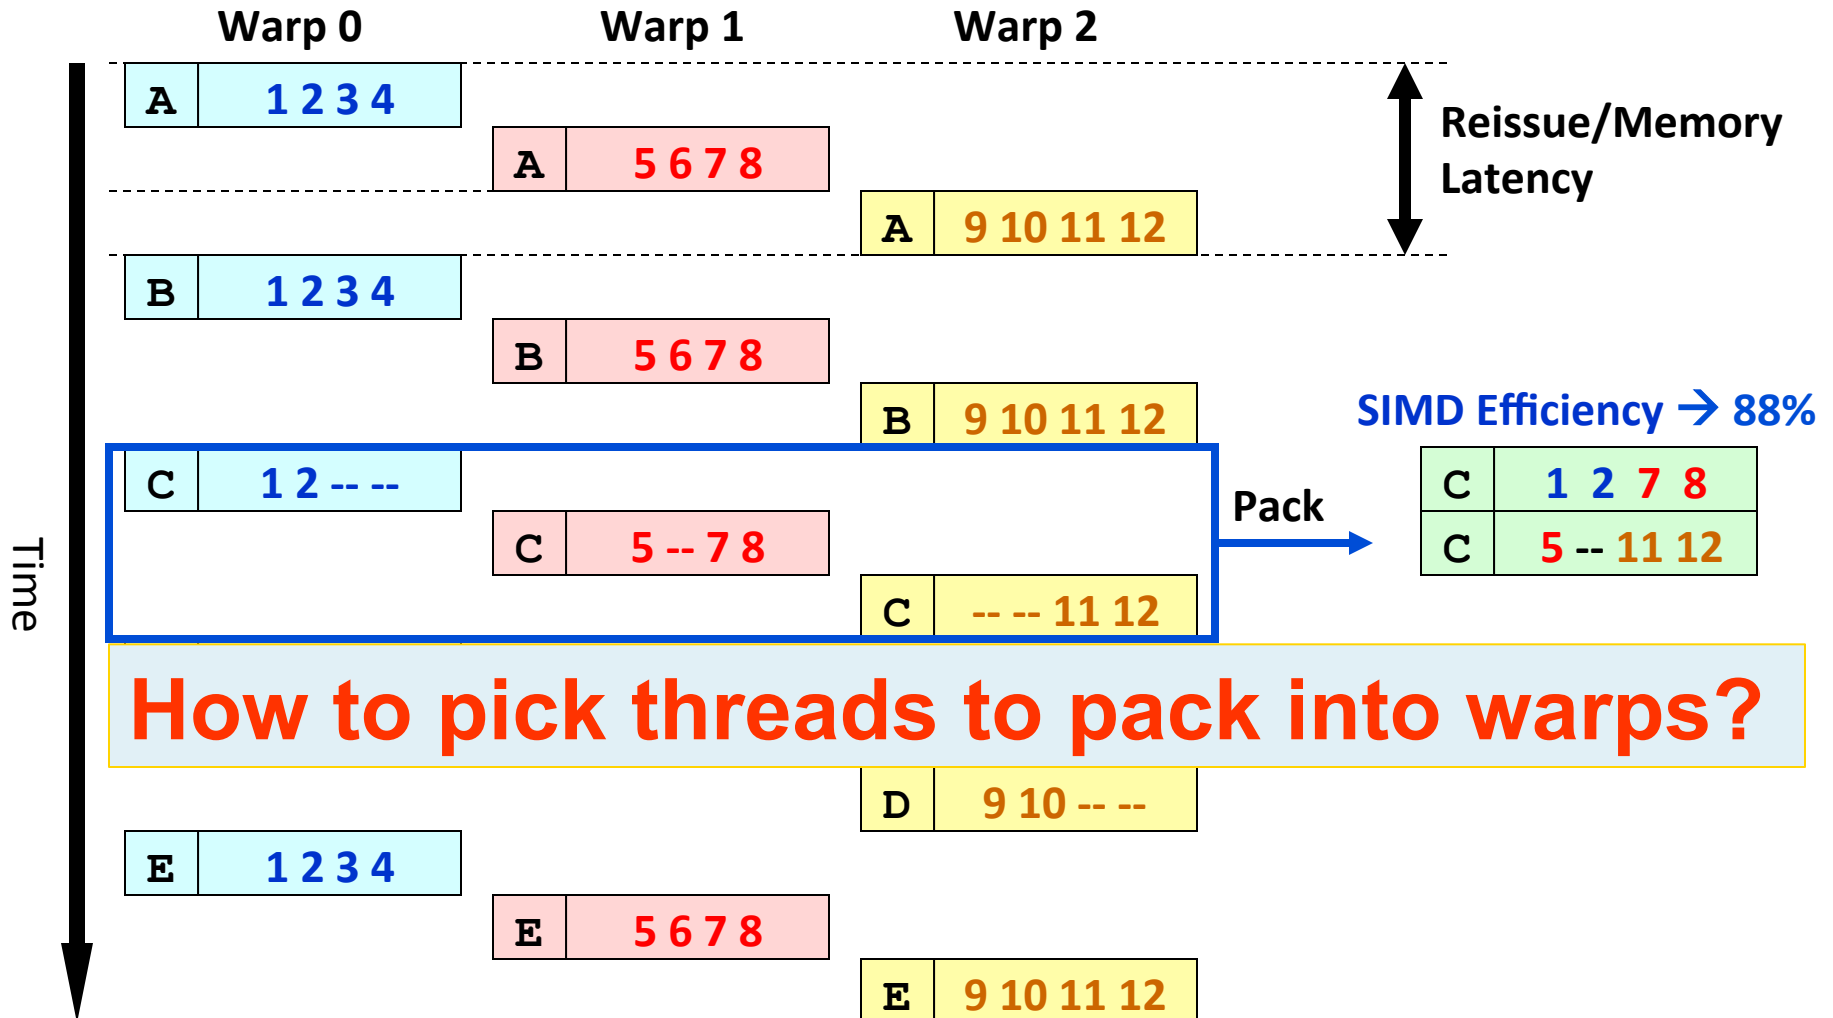 Warp 0 Warp 1 Warp 2
A 1 2 3 4
A 5 6 7 8
A 9 10 11 12
Reissue/Memory
Latency
B 1 2 3 4
B 5 6 7 8
B 9 10 11 12
SIMD Efficiency → 88%
C 1 2 -- --
C 5 -- 7 8
C -- -- 11 12
Pack
C 1 2 7 8
C 5 -- 11 12
Time
How to pick threads to pack into warps?
D 9 10 -- --
E 1 2 3 4
E 5 6 7 8
E 9 10 11 12